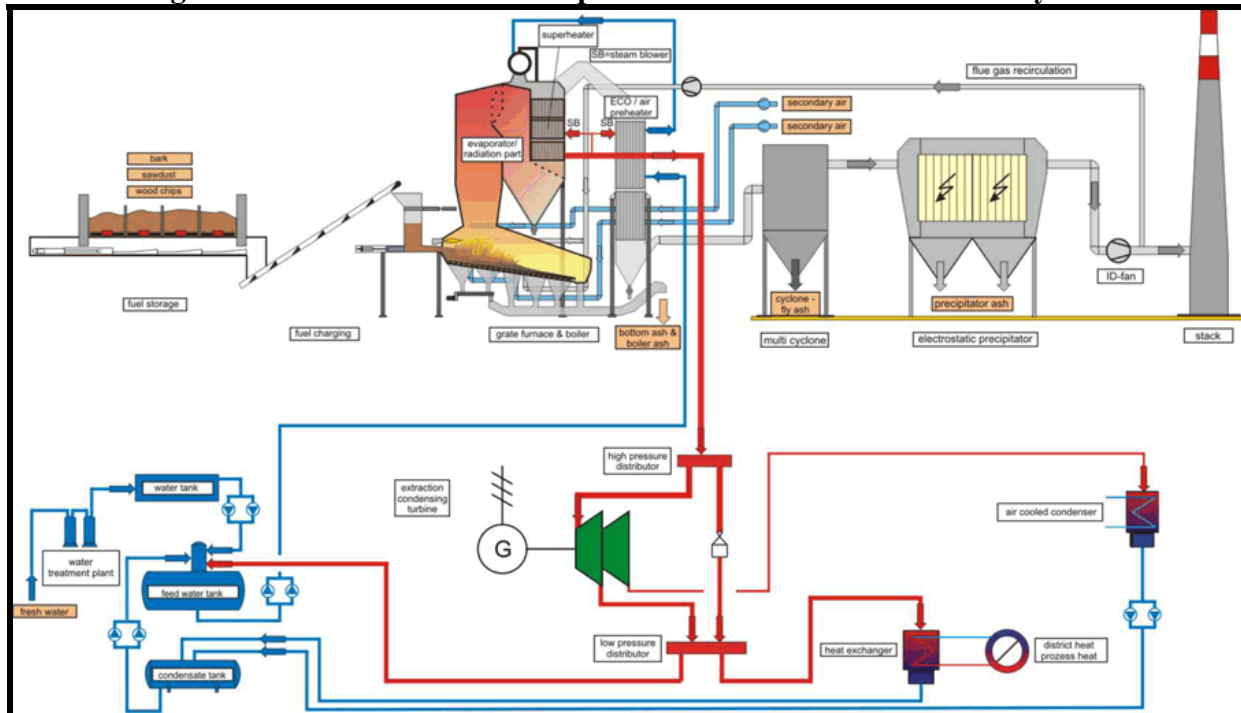 superheater
SB=steam blower
flue gas recirculation
ECO / air
preheater
secondary air
secondary air
SB
SB
evaporator/
radiation part
bark
sawdust
wood chips
ID-fan
cyclone -
fly ash
precipitator ash
fuel storage
fuel charging
grate furnace & boiler
bottom ash &
boiler ash
multi cyclone
electrostatic precipitator
stack
high pressure
distributor
water tank
extraction
condensing
turbine
air cooled condenser
G
water
treatment plant
feed water tank
fresh water
low pressure
distributor
heat exchanger
district heat
prozess heat
condensate tank